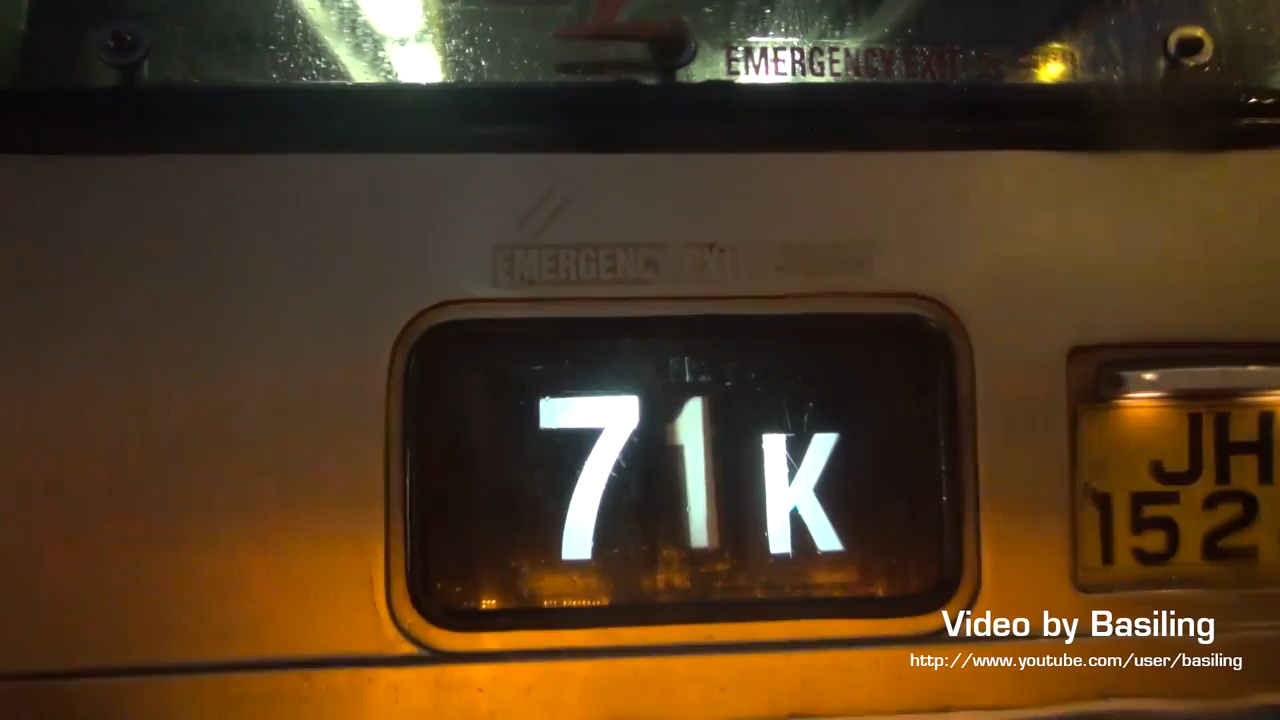 EMERGENCY EXIT
EMERGENCY EXIT
71K
JH
152
Video by Basiling
http://www.youtube.com/user/basiling